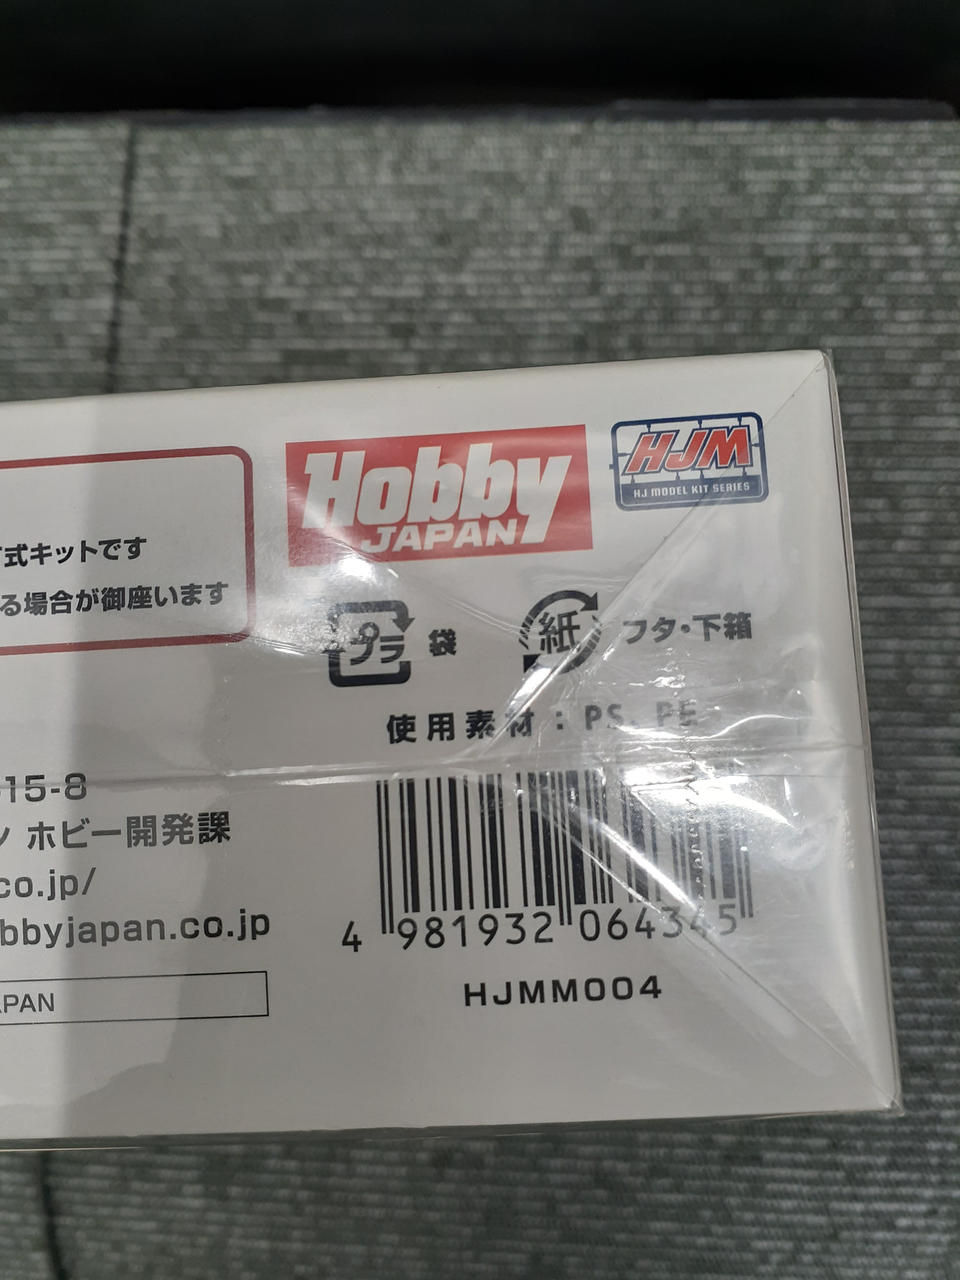 式キットです
る場合が御座います
15-8
ン ホビー開発課
co.jp/
bbyjapan.co.jp
APAN
Hobby
JAPAN
HJM
HJ MODEL KIT SERIES
プラ 袋
紙 フタ・下箱
使用素材：PS、PE
4 981932 064345
HJMM004